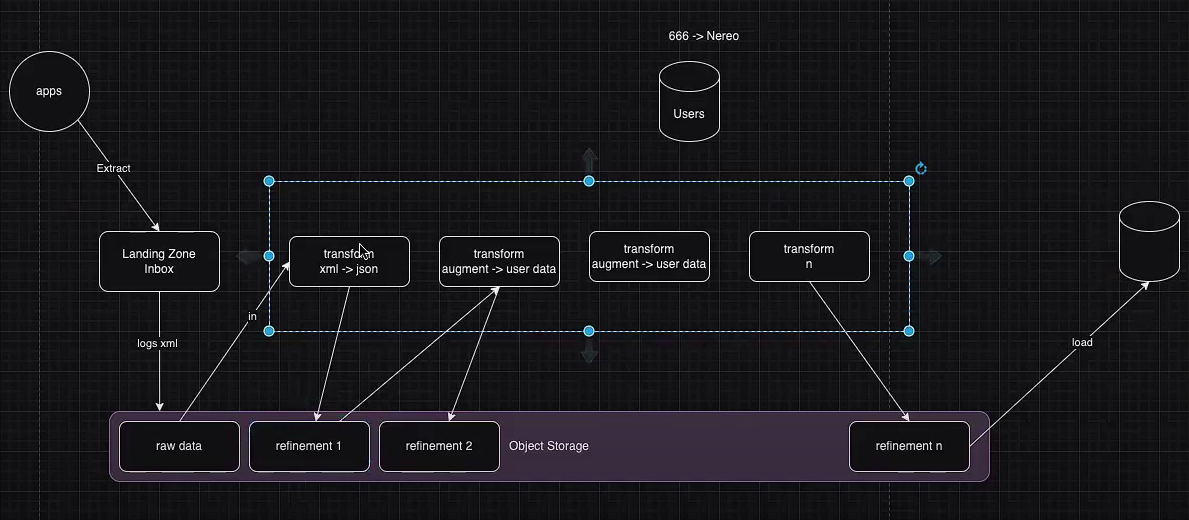 666 -> Nereo
apps
Users
Extract
Landing Zone
Inbox
transform
xml -> json
transform
augment -> user data
transform
augment -> user data
transform
n
in
logs xml
load
raw data
refinement 1
refinement 2
Object Storage
refinement n